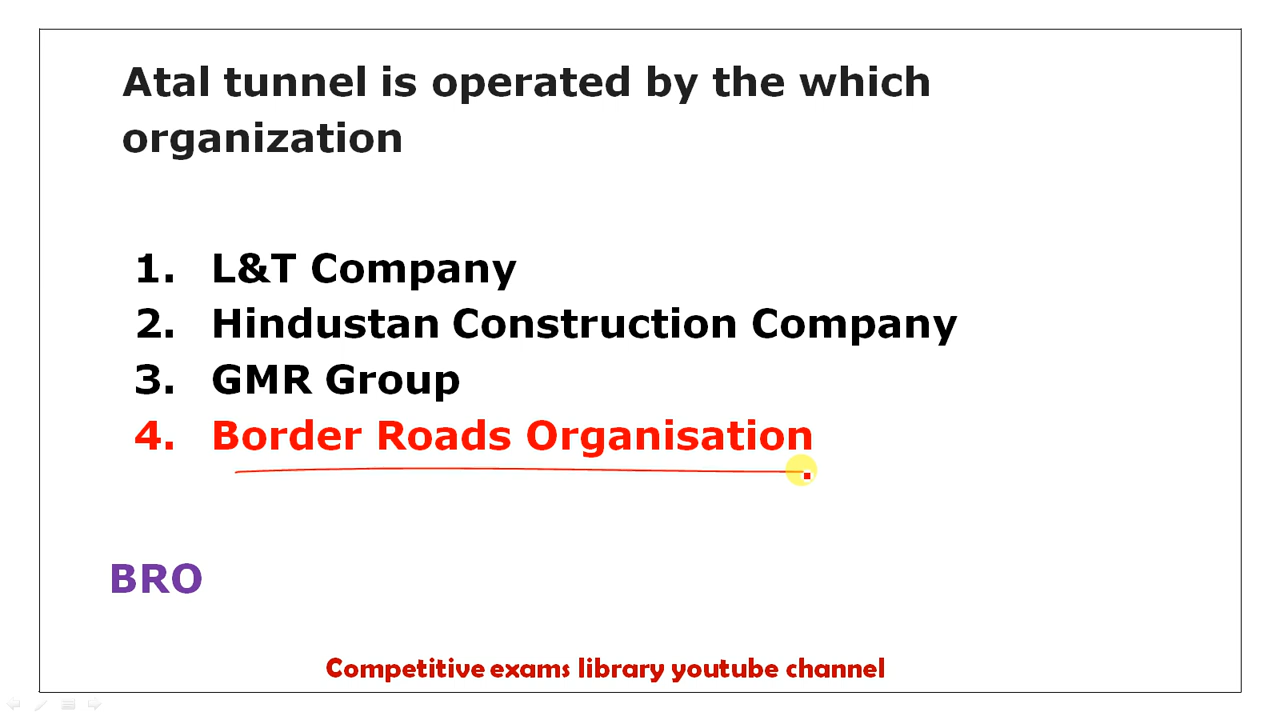 Atal tunnel is operated by the which
organization
1. L&T Company
2. Hindustan Construction Company
3. GMR Group
4. Border Roads Organisation
BRO
Competitive exams library youtube channel